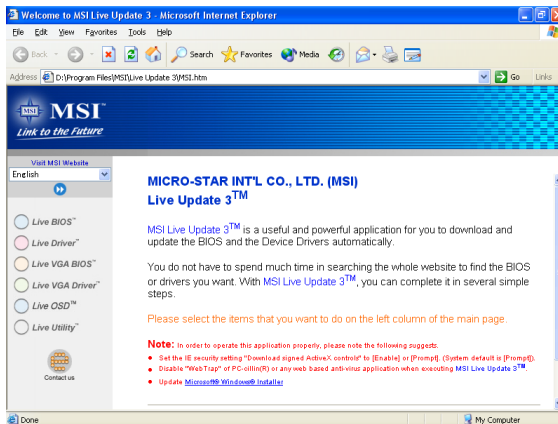 Welcome to MSI Live Update 3 - Microsoft Internet Explorer
File Edit View Favorites Tools Help
Back Search Favorites Media
Address D:\Program Files\MSI\Live Update 3\MSI.htm Go Links
MSI™
Link to the Future
Visit MSI Website
English
Live BIOS™
Live Driver™
Live VGA BIOS™
Live VGA Driver™
Live OSD™
Live Utility™
Contact us
MICRO-STAR INT'L CO., LTD. (MSI)
Live Update 3TM
MSI Live Update 3TM is a useful and powerful application for you to download and
update the BIOS and the Device Drivers automatically.
You do not have to spend much time in searching the whole website to find the BIOS
or drivers you want. With MSI Live Update 3TM, you can complete it in several simple
steps.
Please select the items that you want to do on the left column of the main page.
Note: In order to operate this application properly, please note the following suggests.
Set the IE security setting "Download signed ActiveX controls" to [Enable] or [Prompt]. (System default is [Prompt]).
Disable "WebTrap" of PC-cillin(R) or any web based anti-virus application when executing MSI Live Update 3TM.
Update Microsoft® Windows® Installer
Done My Computer